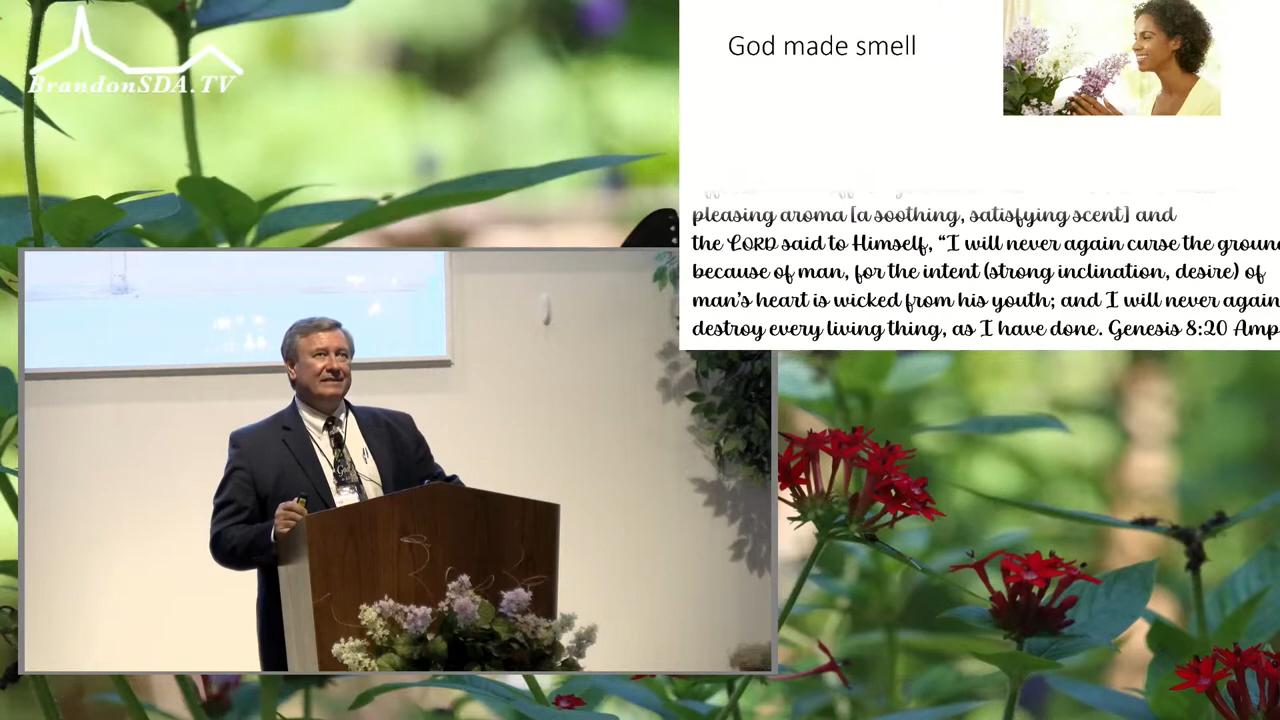 BrandonSDA.TV
God made smell
pleasing aroma [a soothing, satisfying scent] and
the LORD said to Himself, “I will never again curse the ground
because of man, for the intent (strong inclination, desire) of
man’s heart is wicked from his youth; and I will never again
destroy every living thing, as I have done. Genesis 8:20 Amp